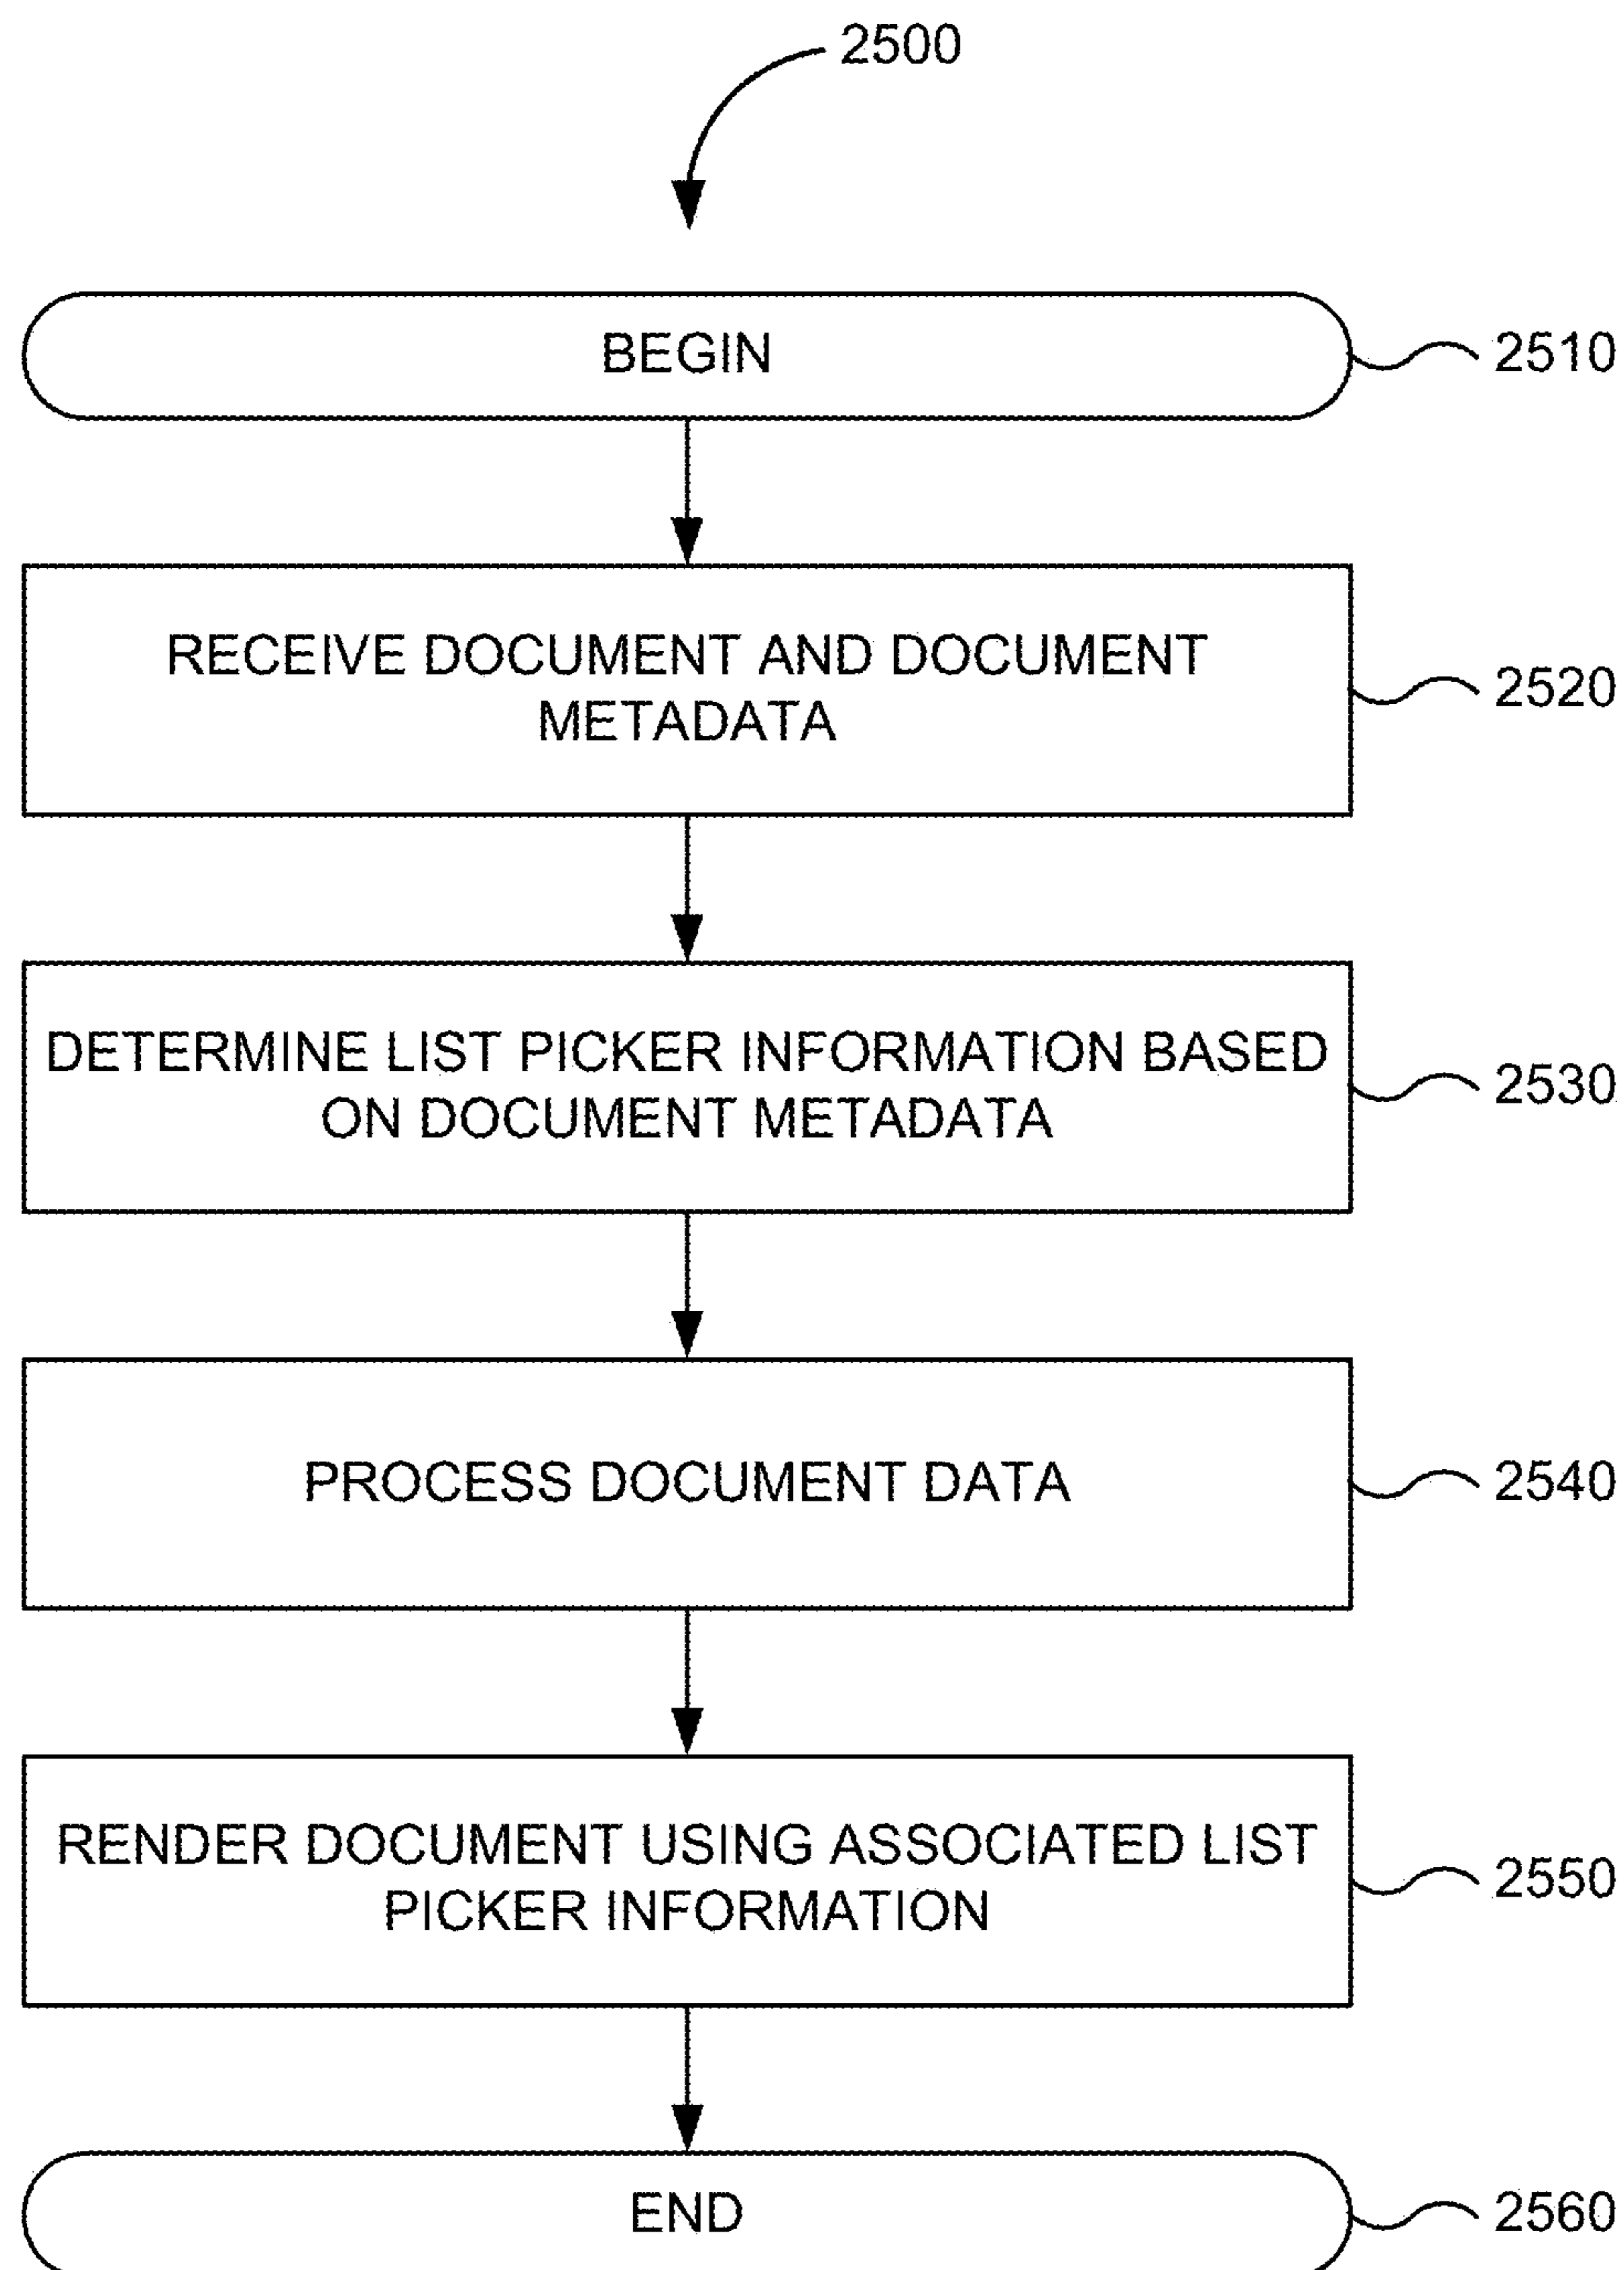 2500
BEGIN
2510
RECEIVE DOCUMENT AND DOCUMENT
METADATA
2520
DETERMINE LIST PICKER INFORMATION BASED
ON DOCUMENT METADATA
2530
PROCESS DOCUMENT DATA
2540
RENDER DOCUMENT USING ASSOCIATED LIST
PICKER INFORMATION
2550
END
2560